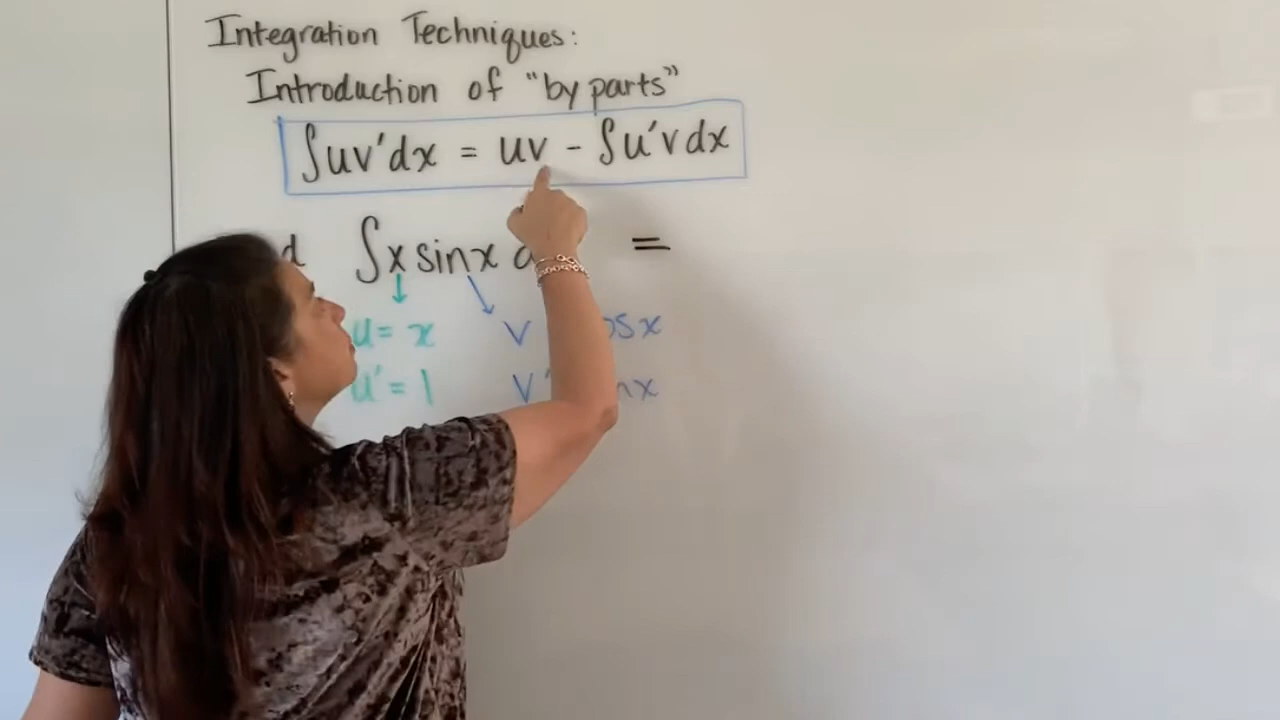 Integration Techniques:
Introduction of "by parts"
∫uv'dx = uv - ∫u'vdx
∫x sinx =
u = x v
u' = 1 v'